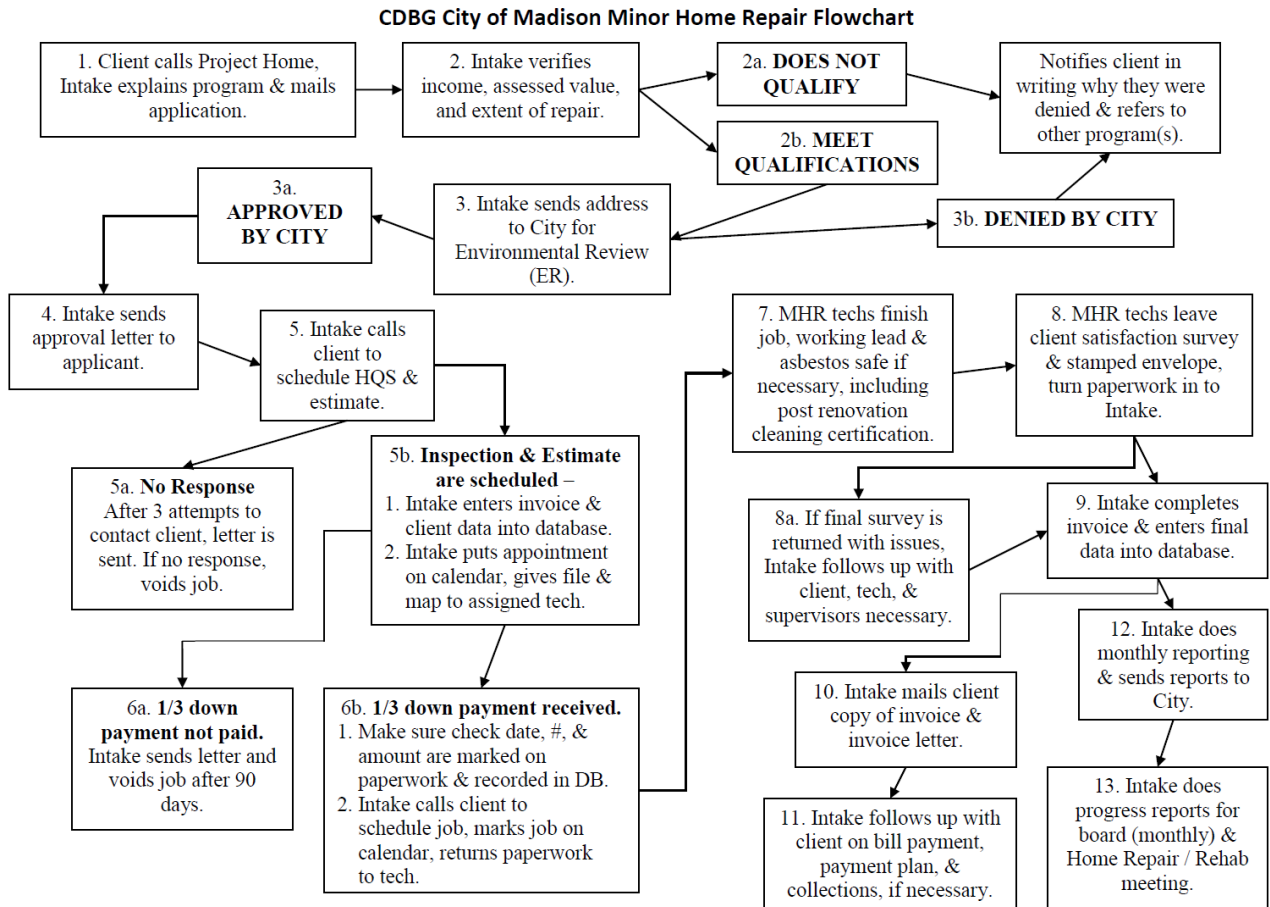 CDBG City of Madison Minor Home Repair Flowchart
1. Client calls Project Home,
Intake explains program & mails
application.
2. Intake verifies
income, assessed value,
and extent of repair.
2a. DOES NOT
QUALIFY
Notifies client in
writing why they were
denied & refers to
other program(s).
2b. MEET
QUALIFICATIONS
3a.
APPROVED
BY CITY
3. Intake sends address
to City for
Environmental Review
(ER).
3b. DENIED BY CITY
4. Intake sends
approval letter to
applicant.
5. Intake calls
client to
schedule HQS &
estimate.
5a. No Response
After 3 attempts to
contact client, letter is
sent. If no response,
voids job.
5b. Inspection & Estimate
are scheduled –
1. Intake enters invoice &
client data into database.
2. Intake puts appointment
on calendar, gives file &
map to assigned tech.
6a. 1/3 down
payment not paid.
Intake sends letter and
voids job after 90
days.
6b. 1/3 down payment received.
1. Make sure check date, #, &
amount are marked on
paperwork & recorded in DB.
2. Intake calls client to
schedule job, marks job on
calendar, returns paperwork
to tech.
7. MHR techs finish
job, working lead &
asbestos safe if
necessary, including
post renovation
cleaning certification.
8. MHR techs leave
client satisfaction survey
& stamped envelope,
turn paperwork in to
Intake.
8a. If final survey is
returned with issues,
Intake follows up with
client, tech, &
supervisors necessary.
9. Intake completes
invoice & enters final
data into database.
10. Intake mails client
copy of invoice &
invoice letter.
11. Intake follows up with
client on bill payment,
payment plan, &
collections, if necessary.
12. Intake does
monthly reporting
& sends reports to
City.
13. Intake does
progress reports for
board (monthly) &
Home Repair / Rehab
meeting.